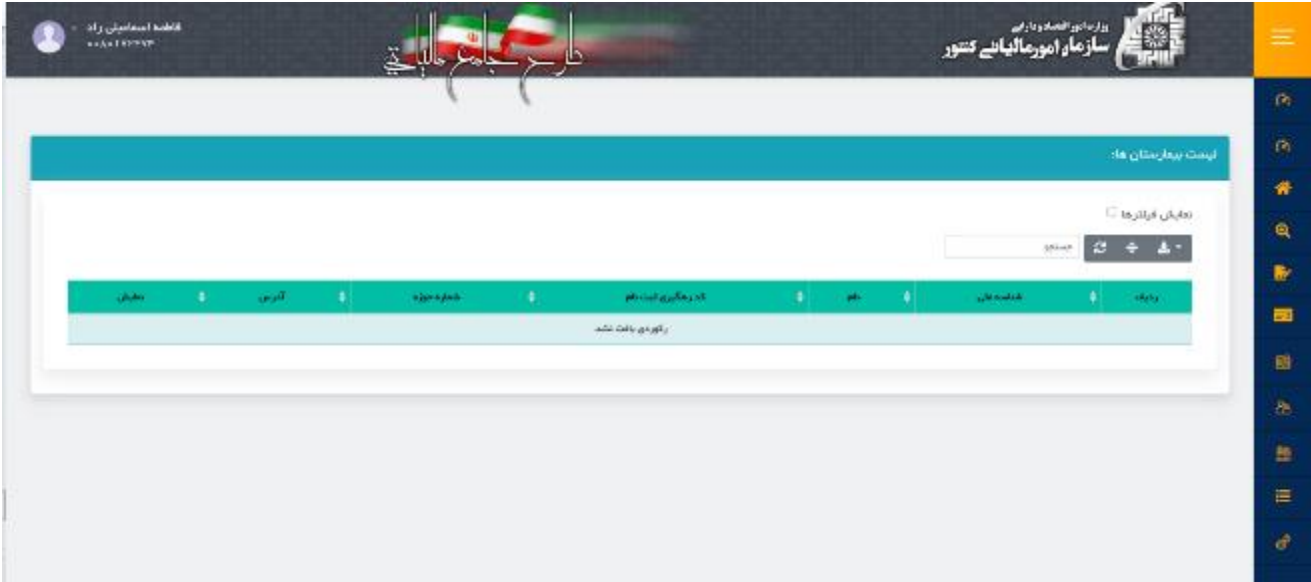 وزارت امور اقتصاد و دارایی
سازمان امور مالیاتی کشور
طرح جامع مالیاتی
فاطمه اسماعیلی راد
لیست بیمارستان ها:
نمایش فیلترها
جستجو
ردیف شناسه ملی نام کد رهگیری ثبت نام شماره حوزه آدرس نمایش
رکوردی یافت نشد